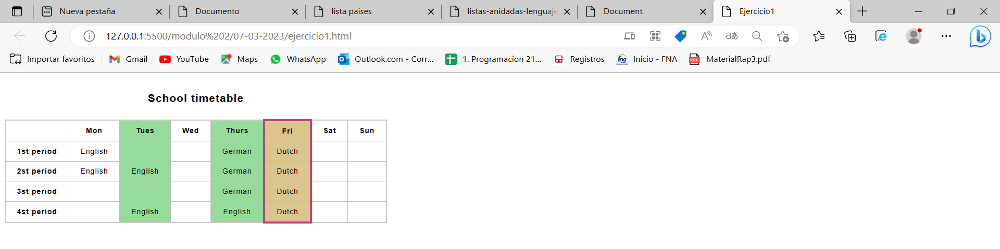 Nueva pestaña Documento lista paises listas-anidadas-lenguaje Document Ejercicio1
127.0.0.1:5500/modulo%202/07-03-2023/ejercicio1.html
Importar favoritos Gmail YouTube Maps WhatsApp Outlook.com - Corr... 1. Programacion 21... Registros Inicio - FNA MaterialRap3.pdf
School timetable
Mon Tues Wed Thurs Fri Sat Sun
1st period English German Dutch
2st period English English German Dutch
3st period German Dutch
4st period English English Dutch